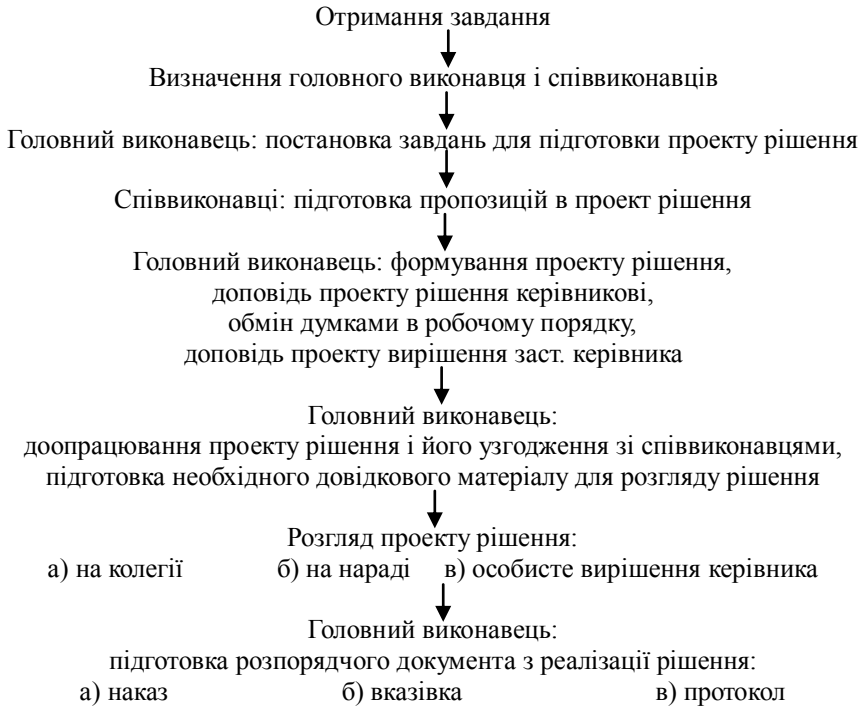 Отримання завдання
Визначення головного виконавця і співвиконавців
Головний виконавець: постановка завдань для підготовки проекту рішення
Співвиконавці: підготовка пропозицій в проект рішення
Головний виконавець: формування проекту рішення,
доповідь проекту рішення керівникові,
обмін думками в робочому порядку,
доповідь проекту вирішення заст. керівника
Головний виконавець:
доопрацювання проекту рішення і його узгодження зі співвиконавцями,
підготовка необхідного довідкового матеріалу для розгляду рішення
Розгляд проекту рішення:
а) на колегії б) на нараді в) особисте вирішення керівника
Головний виконавець:
підготовка розпорядчого документа з реалізації рішення:
а) наказ б) вказівка в) протокол